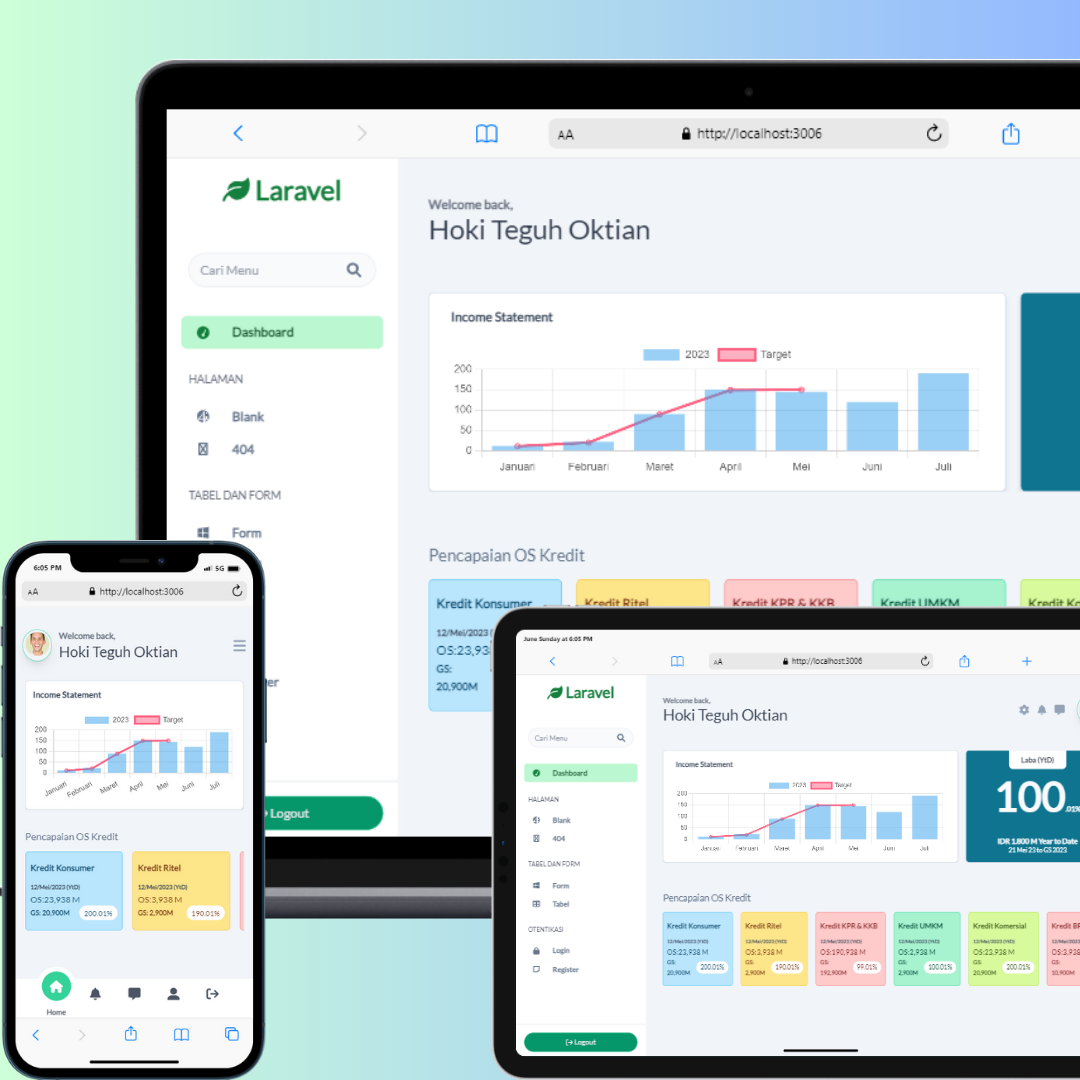 AA http://localhost:3006
Laravel
Cari Menu
Dashboard
HALAMAN
Blank
404
TABEL DAN FORM
Form
Logout
Welcome back,
Hoki Teguh Oktian
Income Statement
2023 Target
200
150
100
50
0
Januari Februari Maret April Mei Juni Juli
Pencapaian OS Kredit
Kredit Konsumer Kredit Ritel Kredit KPR & KKB Kredit UMKM
12/Mei/2023
OS:23,93
GS:
20,900M
6:05 PM 5G
AA http://localhost:3006
Welcome back,
Hoki Teguh Oktian
Income Statement
2023 Target
200
150
100
50
0
Januari Februari Maret April Mei Juni Juli
Pencapaian OS Kredit
Kredit Konsumer
12/Mei/2023 (YtD)
OS:23,938 M
GS: 20,900M 200.01%
Kredit Ritel
12/Mei/2023 (YtD)
OS:3,938 M
GS: 2,900M 190.01%
Home
June Sunday at 6:05 PM
AA http://localhost:3006
Laravel
Cari Menu
Dashboard
HALAMAN
Blank
404
TABEL DAN FORM
Form
Tabel
OTENTIKASI
Login
Register
Logout
Welcome back,
Hoki Teguh Oktian
Income Statement
2023 Target
200
150
100
50
0
Januari Februari Maret April Mei Juni Juli
Laba (YtD)
100.01%
IDR 1,800 M Year to Date
21 Mei 23 to GS 2023
Pencapaian OS Kredit
Kredit Konsumer
12/Mei/2023 (YtD)
OS:23,938 M
GS:
20,900M 200.01%
Kredit Ritel
12/Mei/2023 (YtD)
OS:3,938 M
GS:
2,900M 190.01%
Kredit KPR & KKB
12/Mei/2023 (YtD)
OS:190,938 M
GS:
192,900M 99.01%
Kredit UMKM
12/Mei/2023 (YtD)
OS:2,938 M
GS:
2,900M 100.01%
Kredit Komersial
12/Mei/2023 (YtD)
OS:23,938 M
GS:
20,900M 200.01%
Kredit
12/Mei/2023
OS:3,938
GS:
10,900M